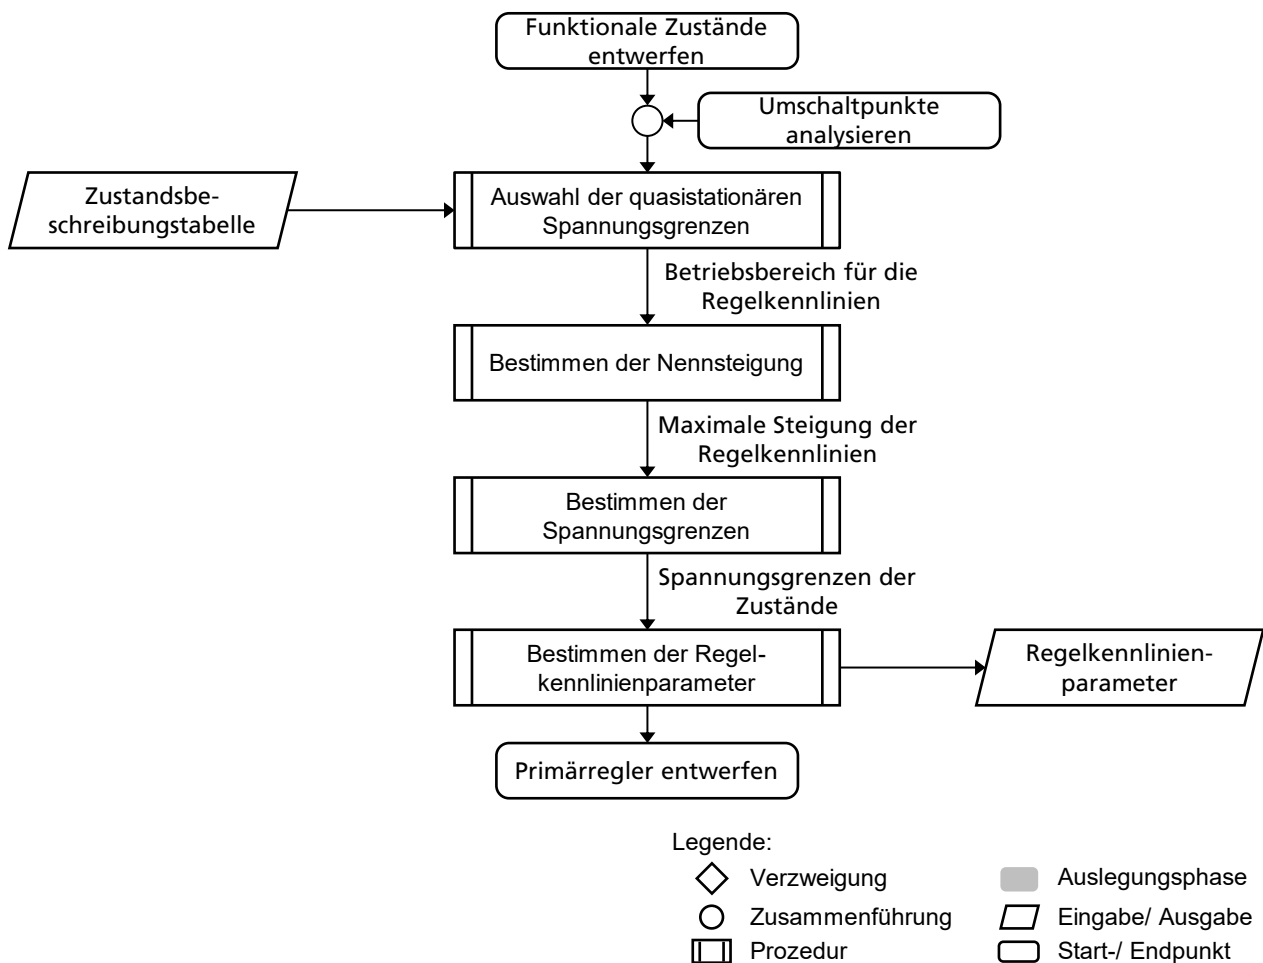 Funktionale Zustände
entwerfen
Umschaltpunkte
analysieren
Zustandsbe-
schreibungstabelle
Auswahl der quasistationären
Spannungsgrenzen
Betriebsbereich für die
Regelkennlinien
Bestimmen der Nennsteigung
Maximale Steigung der
Regelkennlinien
Bestimmen der
Spannungsgrenzen
Spannungsgrenzen der
Zustände
Bestimmen der Regel-
kennlinienparameter
Regelkennlinien-
parameter
Primärregler entwerfen
Legende:
Verzweigung
Auslegungsphase
Zusammenführung
Eingabe/ Ausgabe
Prozedur
Start-/ Endpunkt